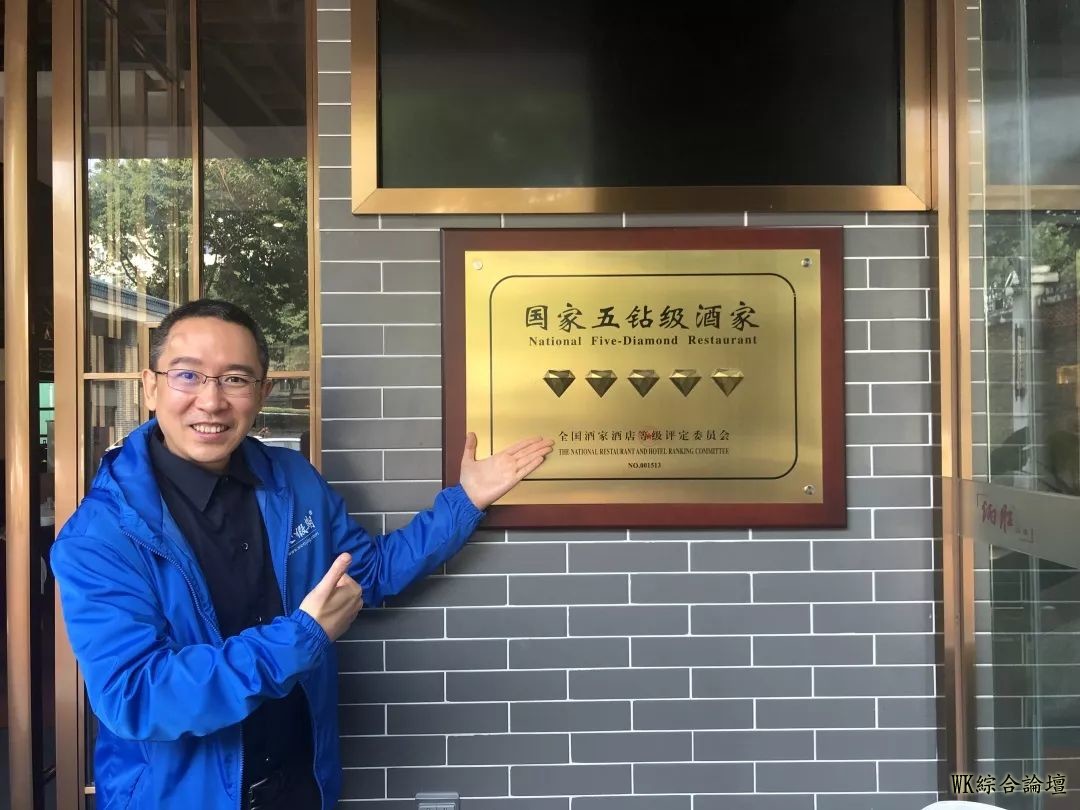 国家五钻级酒家
National Five-Diamond Restaurant
全国酒家酒店等级评定委员会
THE NATIONAL RESTAURANT AND HOTEL RANKING COMMITTEE
NO.001513
WK綜合論壇